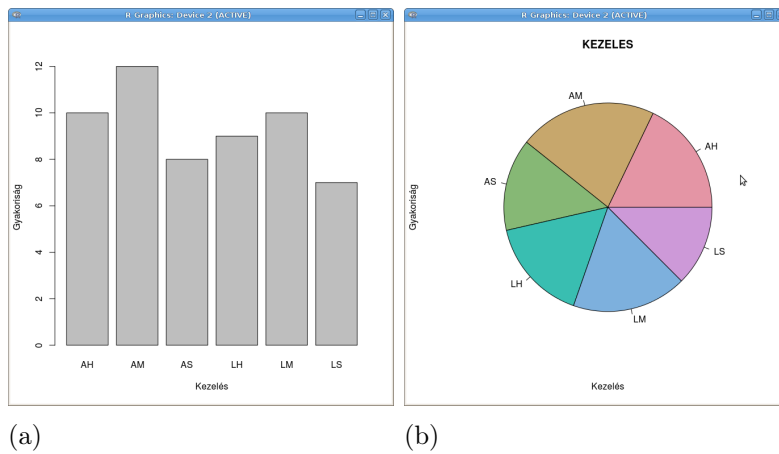 R Graphics: Device 2 (ACTIVE)
Gyakoriság
12
10
8
6
4
2
0
AH AM AS LH LM LS
Kezelés
(a)
R Graphics: Device 2 (ACTIVE)
KEZELES
Gyakoriság
AM
AH
AS
LS
LH
LM
Kezelés
(b)